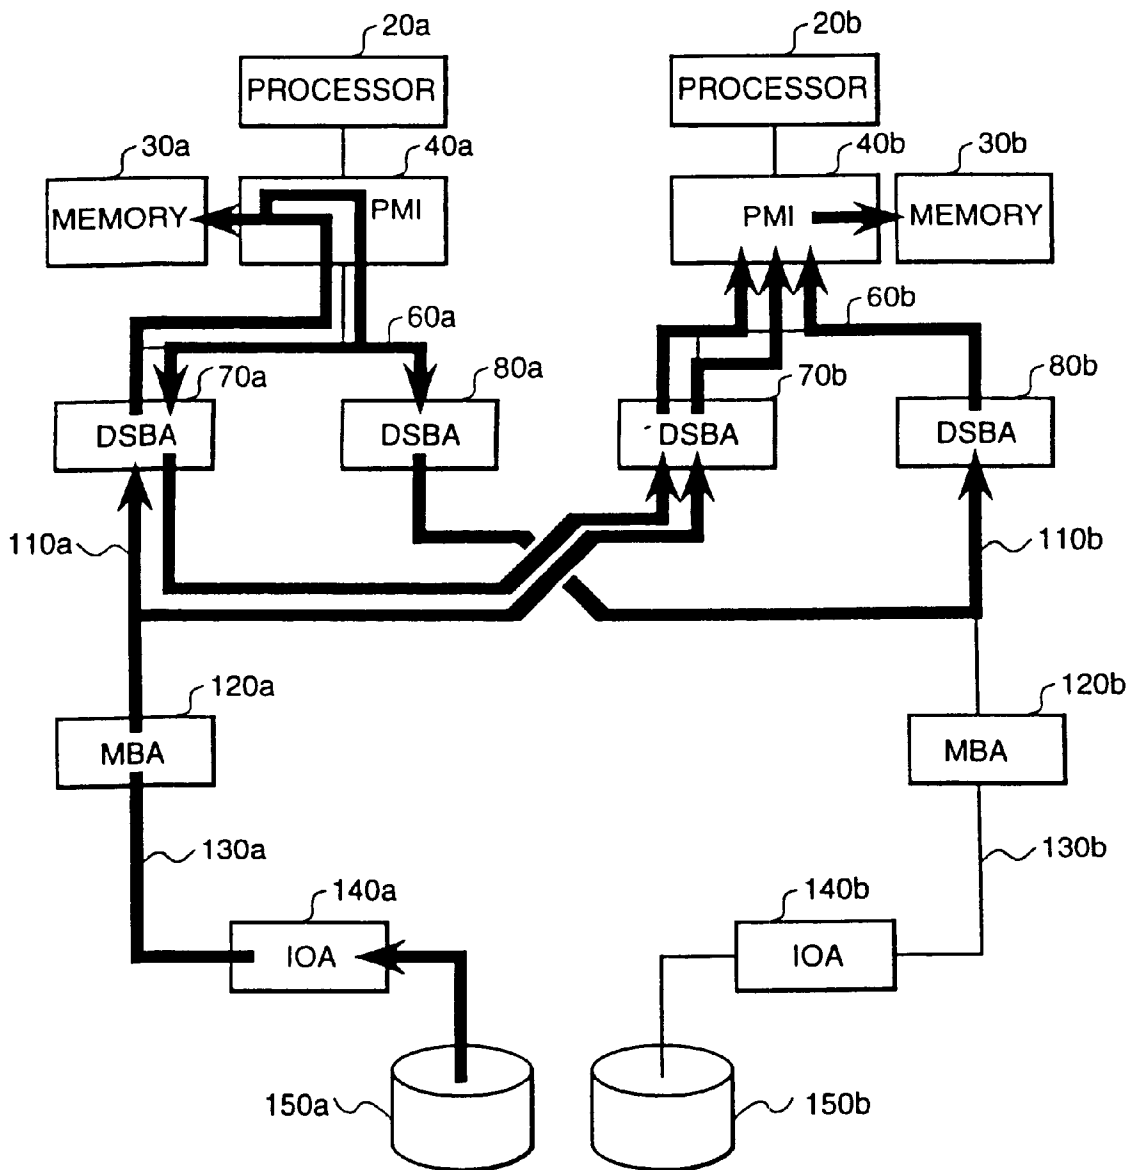 20a
20b
PROCESSOR
PROCESSOR
30a
40a
40b
30b
MEMORY
PMI
PMI
MEMORY
60a
60b
70a
80a
70b
80b
DSBA
DSBA
DSBA
DSBA
110a
110b
120a
120b
MBA
MBA
130a
130b
140a
140b
IOA
IOA
150a
150b